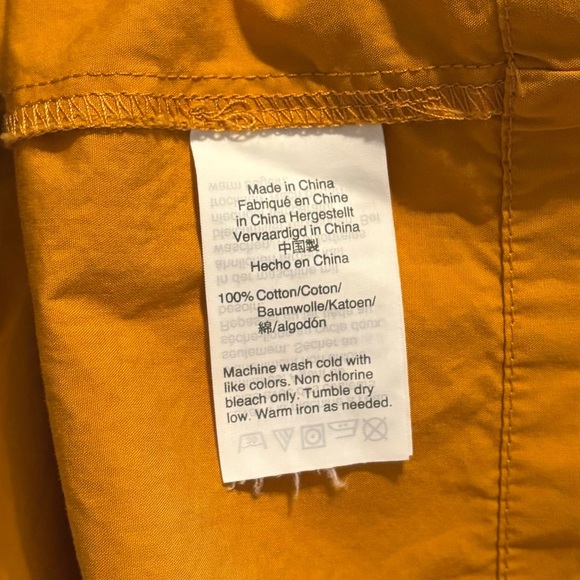 Made in China
Fabriqué en Chine
in China Hergestellt
Vervaardigd in China
中国製
Hecho en China
100% Cotton/Coton/
Baumwolle/Katoen/
綿/algodón
Machine wash cold with
like colors. Non chlorine
bleach only. Tumble dry
low. Warm iron as needed.